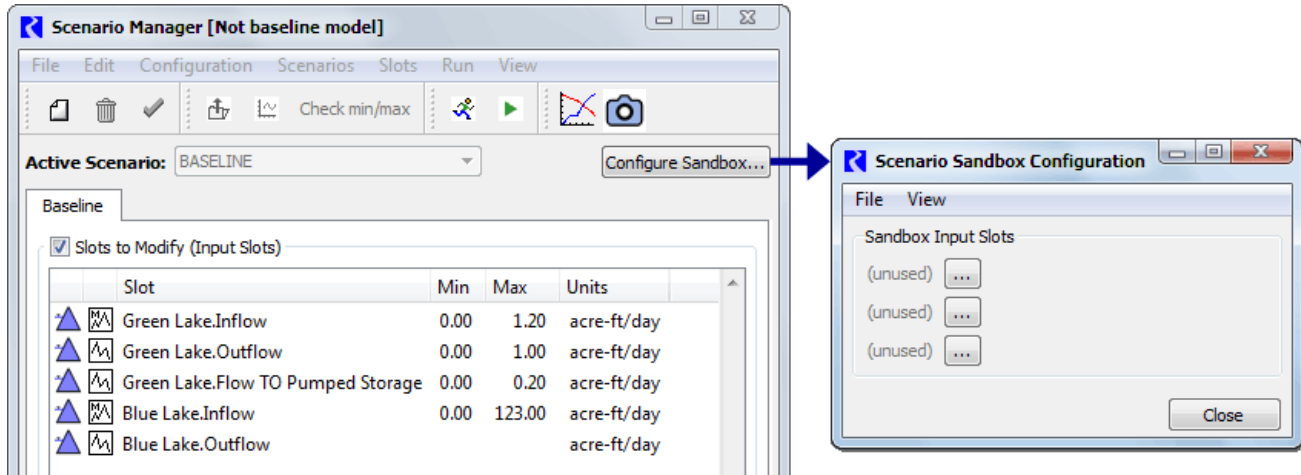 Scenario Manager [Not baseline model]
File Edit Configuration Scenarios Slots Run View
Check min/max
Active Scenario: BASELINE Configure Sandbox...
Baseline
Slots to Modify (Input Slots)
Slot Min Max Units
Green Lake.Inflow 0.00 1.20 acre-ft/day
Green Lake.Outflow 0.00 1.00 acre-ft/day
Green Lake.Flow TO Pumped Storage 0.00 0.20 acre-ft/day
Blue Lake.Inflow 0.00 123.00 acre-ft/day
Blue Lake.Outflow acre-ft/day
Scenario Sandbox Configuration
File View
Sandbox Input Slots
(unused) ...
(unused) ...
(unused) ...
Close